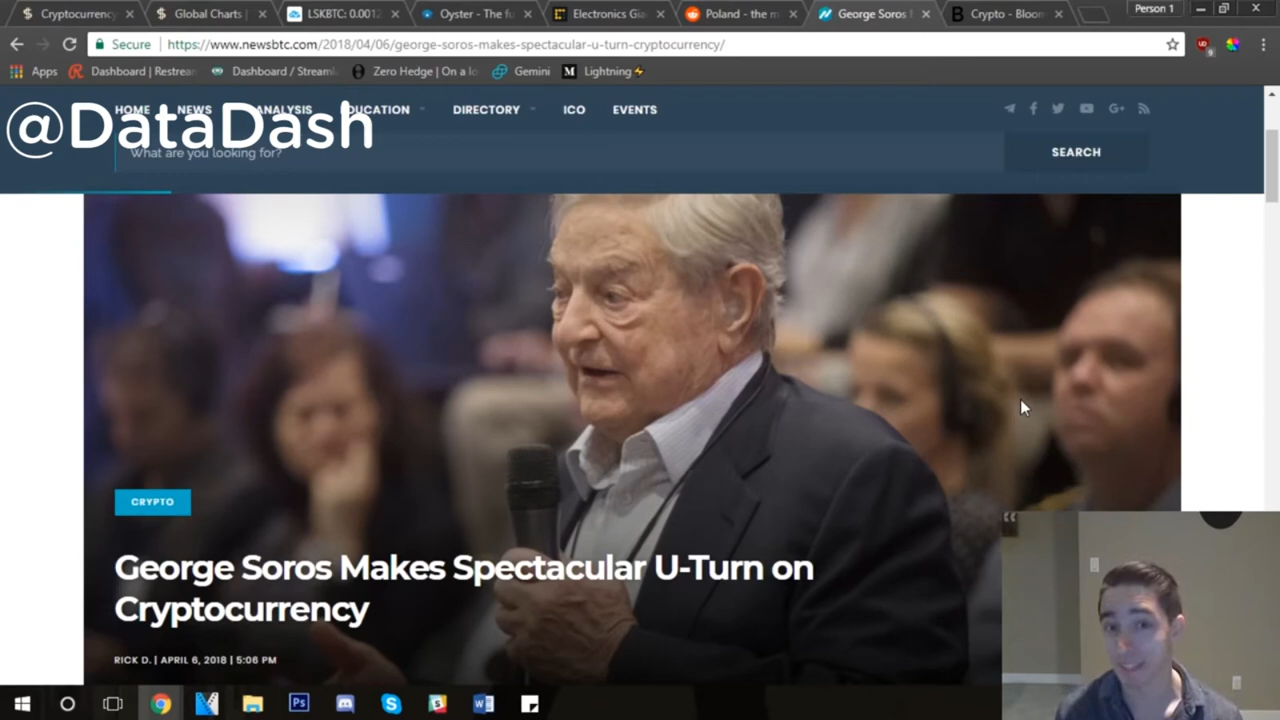 Cryptocurrency
Global Charts |
LSKBTC: 0.0012
Oyster - The fu
Electronics Gia
Poland - the m
George Soros M
Crypto - Bloom
Person 1
Secure
https://www.newsbtc.com/2018/04/06/george-soros-makes-spectacular-u-turn-cryptocurrency/
Apps
Dashboard | Restrean
Dashboard / Streaml
Zero Hedge | On a lo
Gemini
M
Lightning⚡
HOME
NEWS
ANALYSIS
EDUCATION
DIRECTORY
ICO
EVENTS
@DataDash
What are you looking for?
SEARCH
CRYPTO
George Soros Makes Spectacular U-Turn on
Cryptocurrency
RICK D. | APRIL 6, 2018 | 5:06 PM